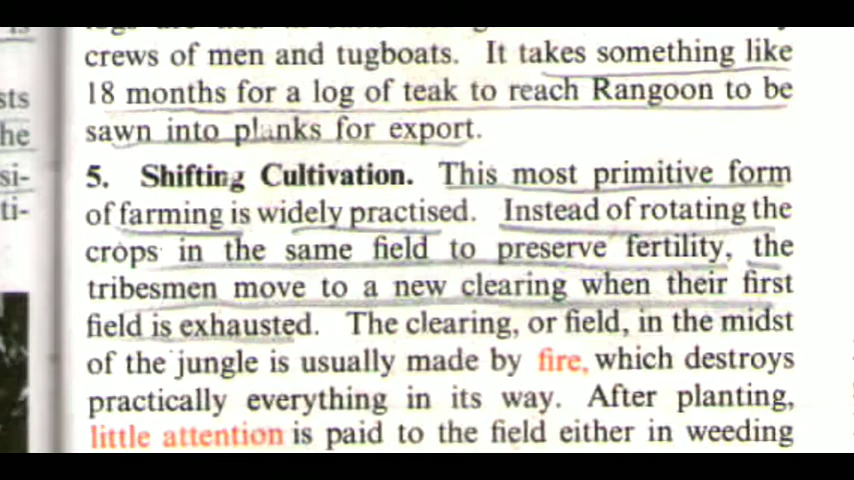 crews of men and tugboats. It takes something like
18 months for a log of teak to reach Rangoon to be
sawn into planks for export.
5. Shifting Cultivation. This most primitive form
of farming is widely practised. Instead of rotating the
crops in the same field to preserve fertility, the
tribesmen move to a new clearing when their first
field is exhausted. The clearing, or field, in the midst
of the jungle is usually made by fire, which destroys
practically everything in its way. After planting,
little attention is paid to the field either in weeding